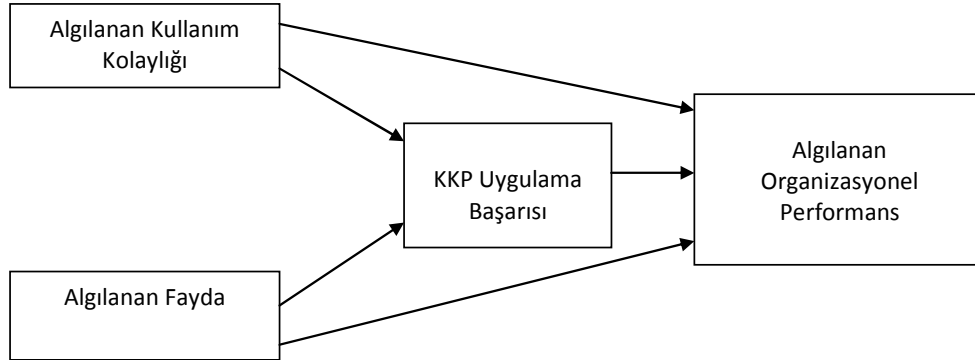 Algılanan Kullanım
Kolaylığı
KKP Uygulama
Başarısı
Algılanan
Organizasyonel
Performans
Algılanan Fayda